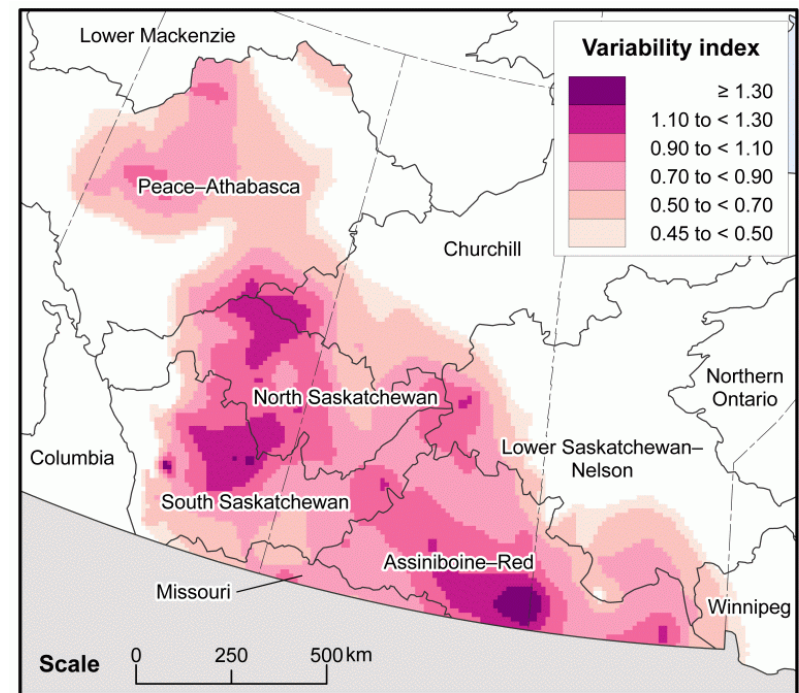 Lower Mackenzie
Variability index
≥ 1.30
1.10 to < 1.30
0.90 to < 1.10
0.70 to < 0.90
0.50 to < 0.70
0.45 to < 0.50
Peace–Athabasca
Churchill
Northern
Ontario
North Saskatchewan
Columbia
Lower Saskatchewan–
Nelson
South Saskatchewan
Assiniboine–Red
Missouri
Winnipeg
Scale
0 250 500 km